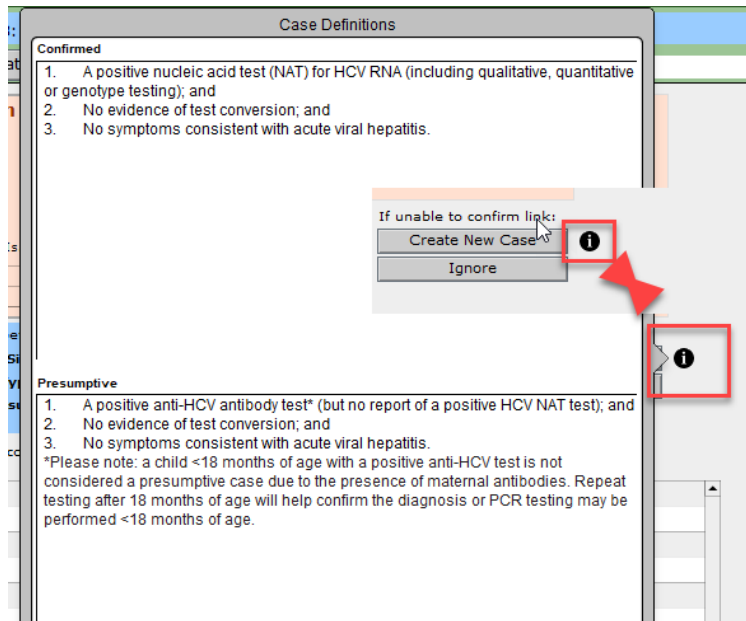 Case Definitions
Confirmed
1. A positive nucleic acid test (NAT) for HCV RNA (including qualitative, quantitative
or genotype testing); and
2. No evidence of test conversion; and
3. No symptoms consistent with acute viral hepatitis.
If unable to confirm link:
Create New Case
Ignore
Presumptive
1. A positive anti-HCV antibody test* (but no report of a positive HCV NAT test); and
2. No evidence of test conversion; and
3. No symptoms consistent with acute viral hepatitis.
*Please note: a child <18 months of age with a positive anti-HCV test is not
considered a presumptive case due to the presence of maternal antibodies. Repeat
testing after 18 months of age will help confirm the diagnosis or PCR testing may be
performed <18 months of age.